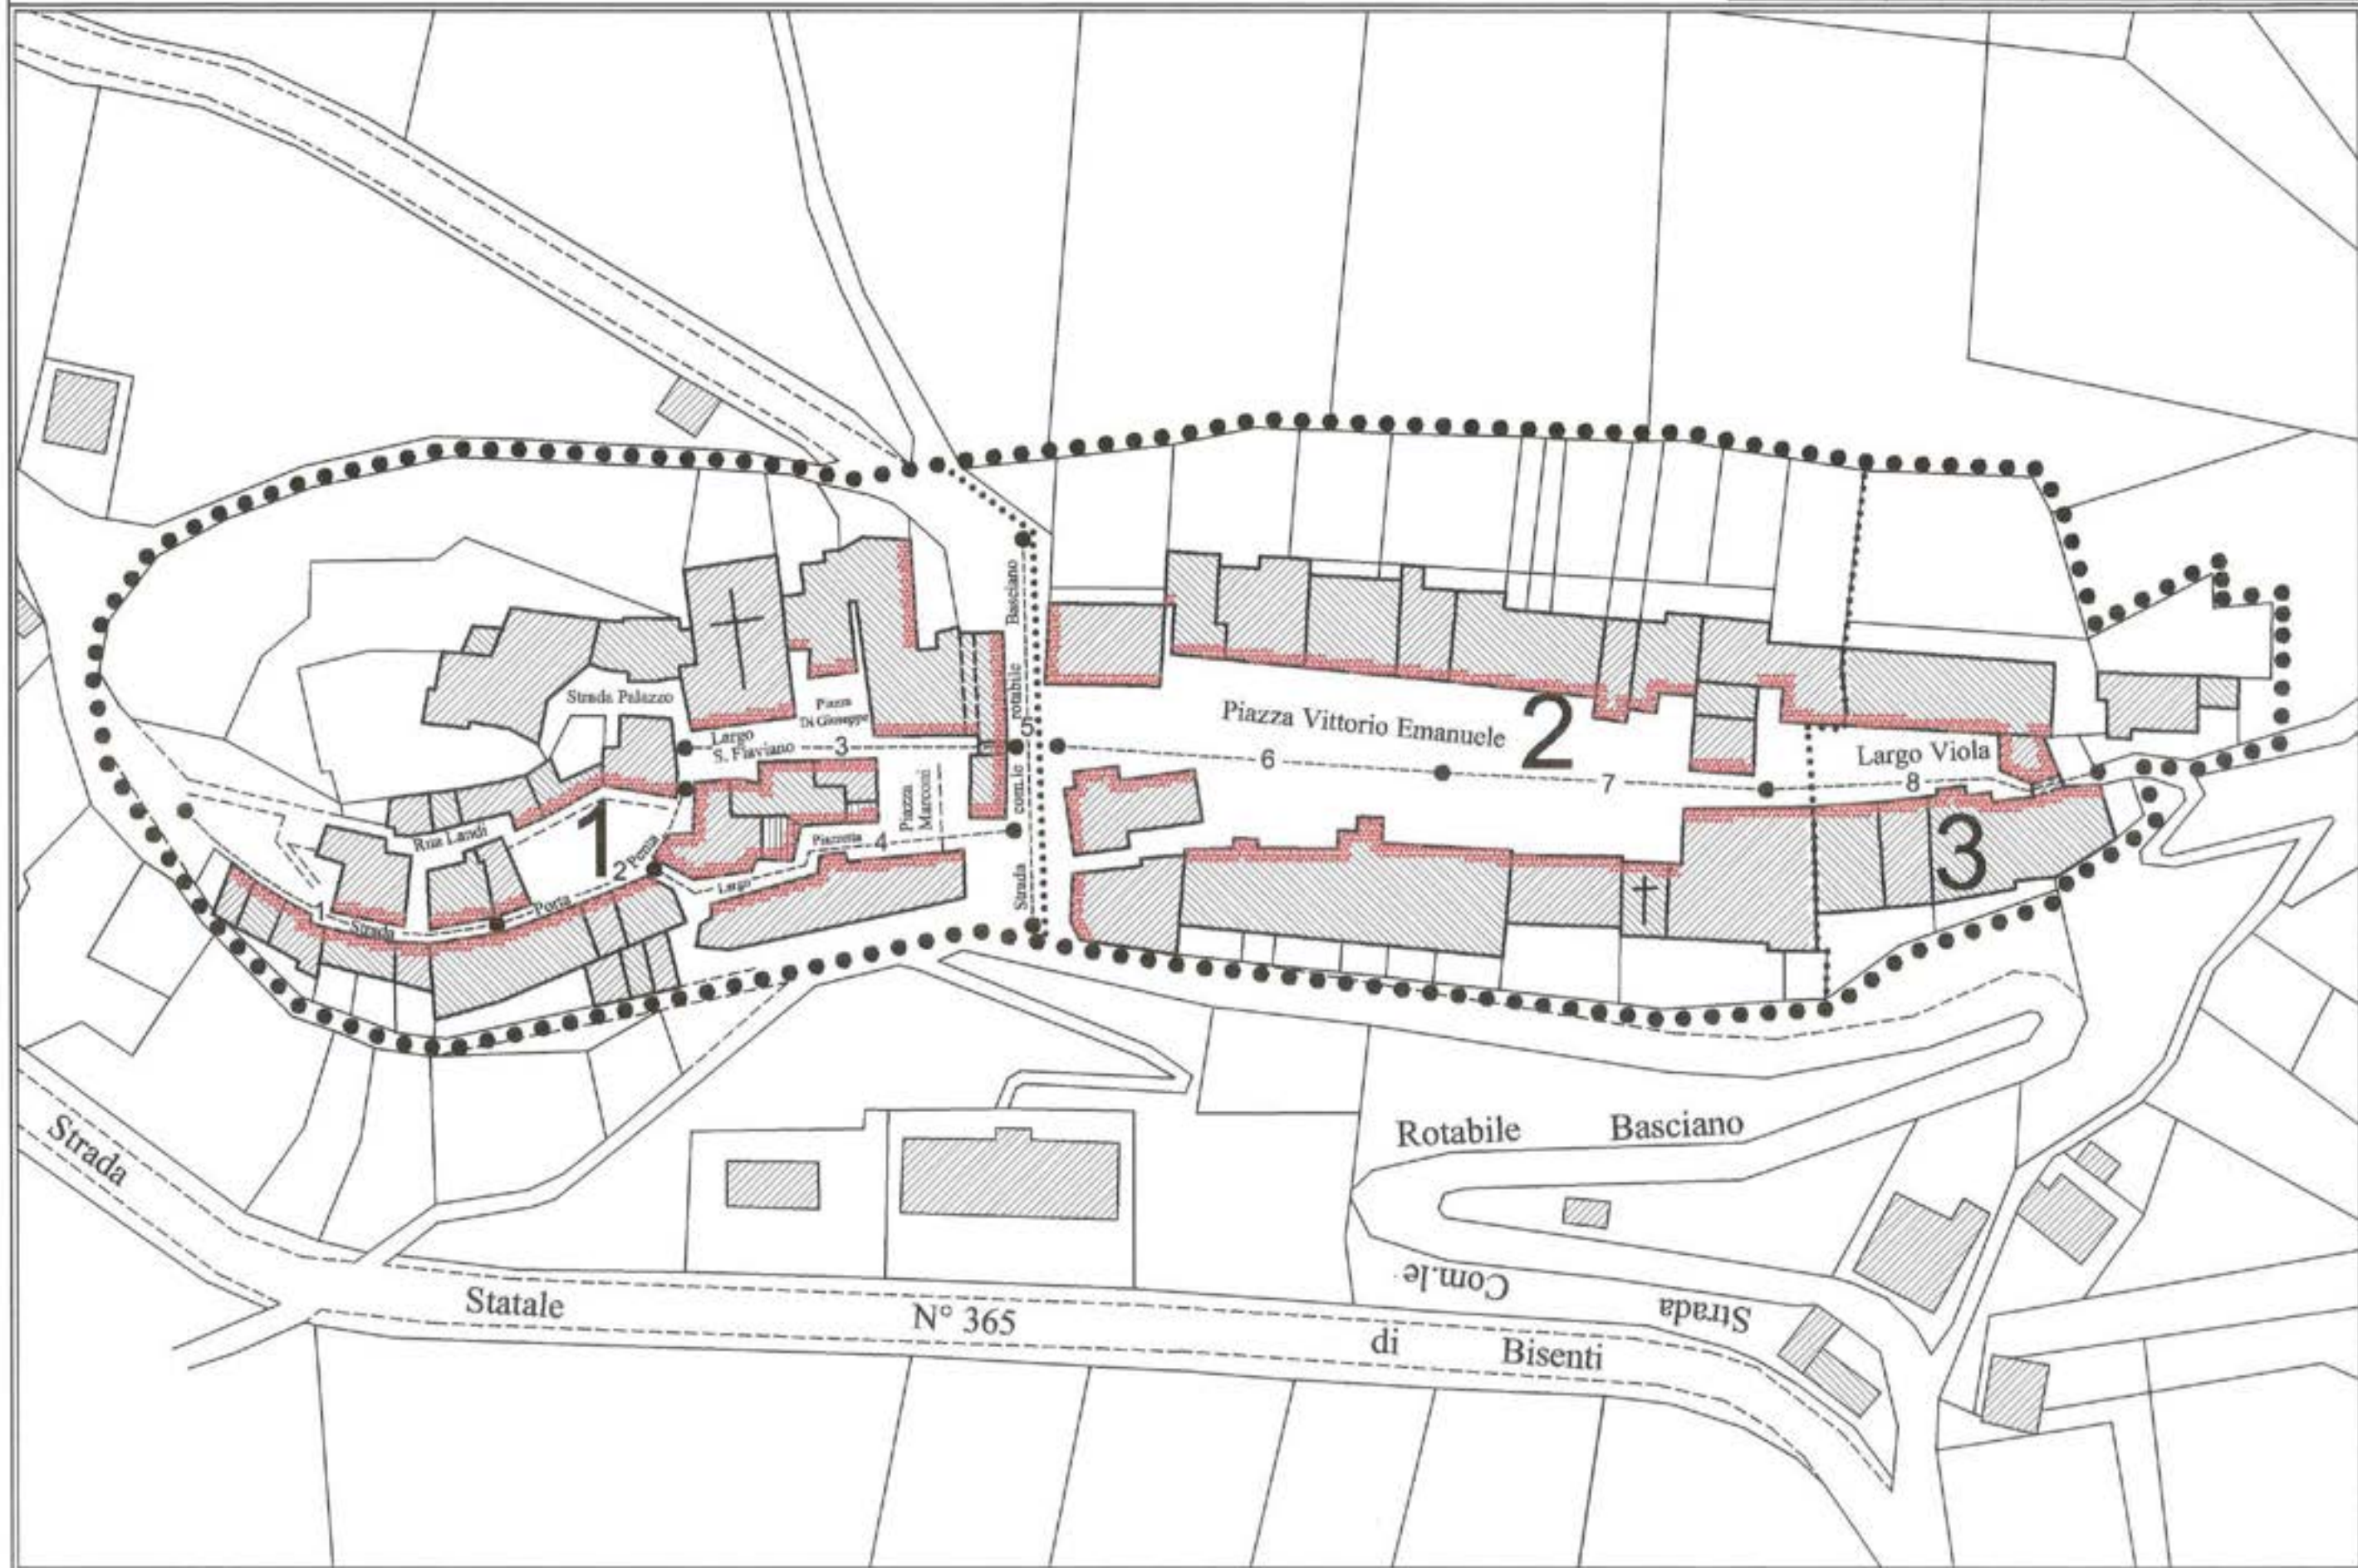 Basciano
rotabile
5
com.le
Strada
Strada Palazzo
Piazza
Di Giuseppe
Largo
S. Flaviano
3
Piazza
Marconi
Piazzetta
4
Largo
Rua Landi
1
2
Penta
Porta
1
Strada
Piazza Vittorio Emanuele
2
6
7
Largo Viola
8
3
Rotabile Basciano
Strada Com.le
Strada
Statale N° 365 di Bisenti